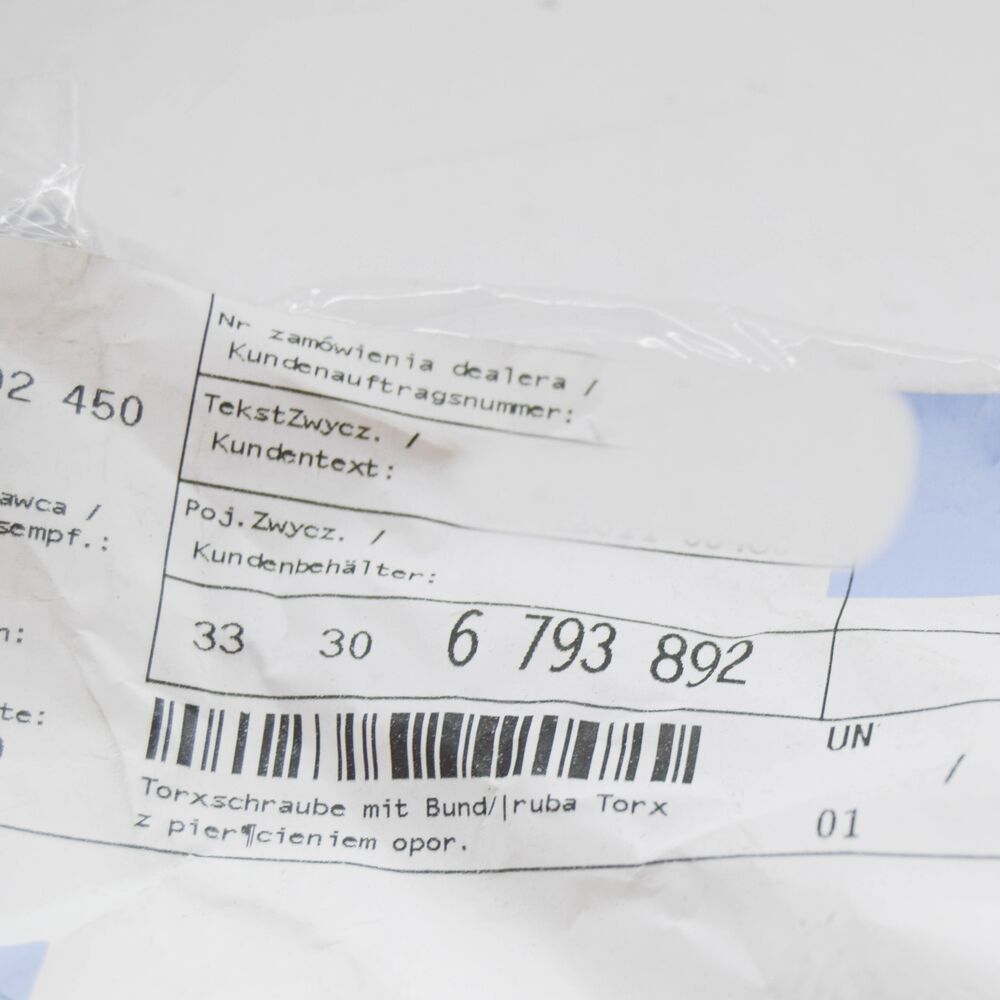 Nr zamówienia dealera /
Kundenauftragsnummer:
450
TekstZwycz. /
Kundentext:
awca /
sempf.:
Poj.Zwycz. /
Kundenbehälter:
33 30 6 793 892
te:
UN
/
Torxschraube mit Bund/|ruba Torx
z pier¶cieniem opor.
01